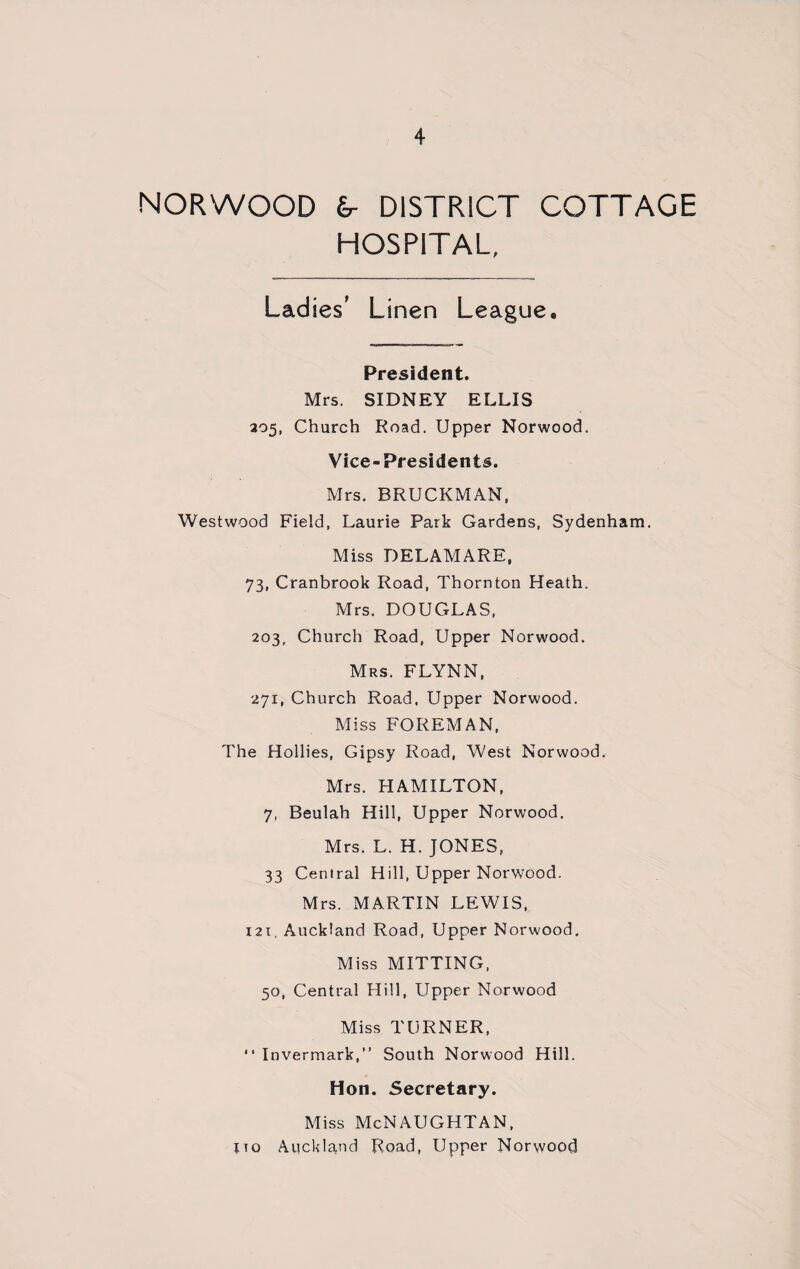 4
NORWOOD & DISTRICT COTTAGE
HOSPITAL,
Ladies' Linen League.
President.
Mrs. SIDNEY ELLIS
205, Church Road. Upper Norwood.
Vice-Presidents.
Mrs. BRUCKMAN,
Westwood Field, Laurie Park Gardens, Sydenham.
Miss DELAMARE,
73, Cranbrook Road, Thornton Heath.
Mrs. DOUGLAS,
203, Church Road, Upper Norwood.
Mrs. FLYNN,
271, Church Road, Upper Norwood.
Miss FOREMAN,
The Hollies, Gipsy Road, West Norwood.
Mrs. HAMILTON,
7, Beulah Hill, Upper Norwood.
Mrs. L. H. JONES,
33 Central Hill, Upper Norwood.
Mrs. MARTIN LEWIS,
121, Auckland Road, Upper Norwood.
Miss MITTING,
50, Central Hill, Upper Norwood
Miss TURNER,
"Invermark," South Norwood Hill.
Hon. Secretary.
Miss McNAUGHTAN,
110 Auckland Road, Upper Norwood